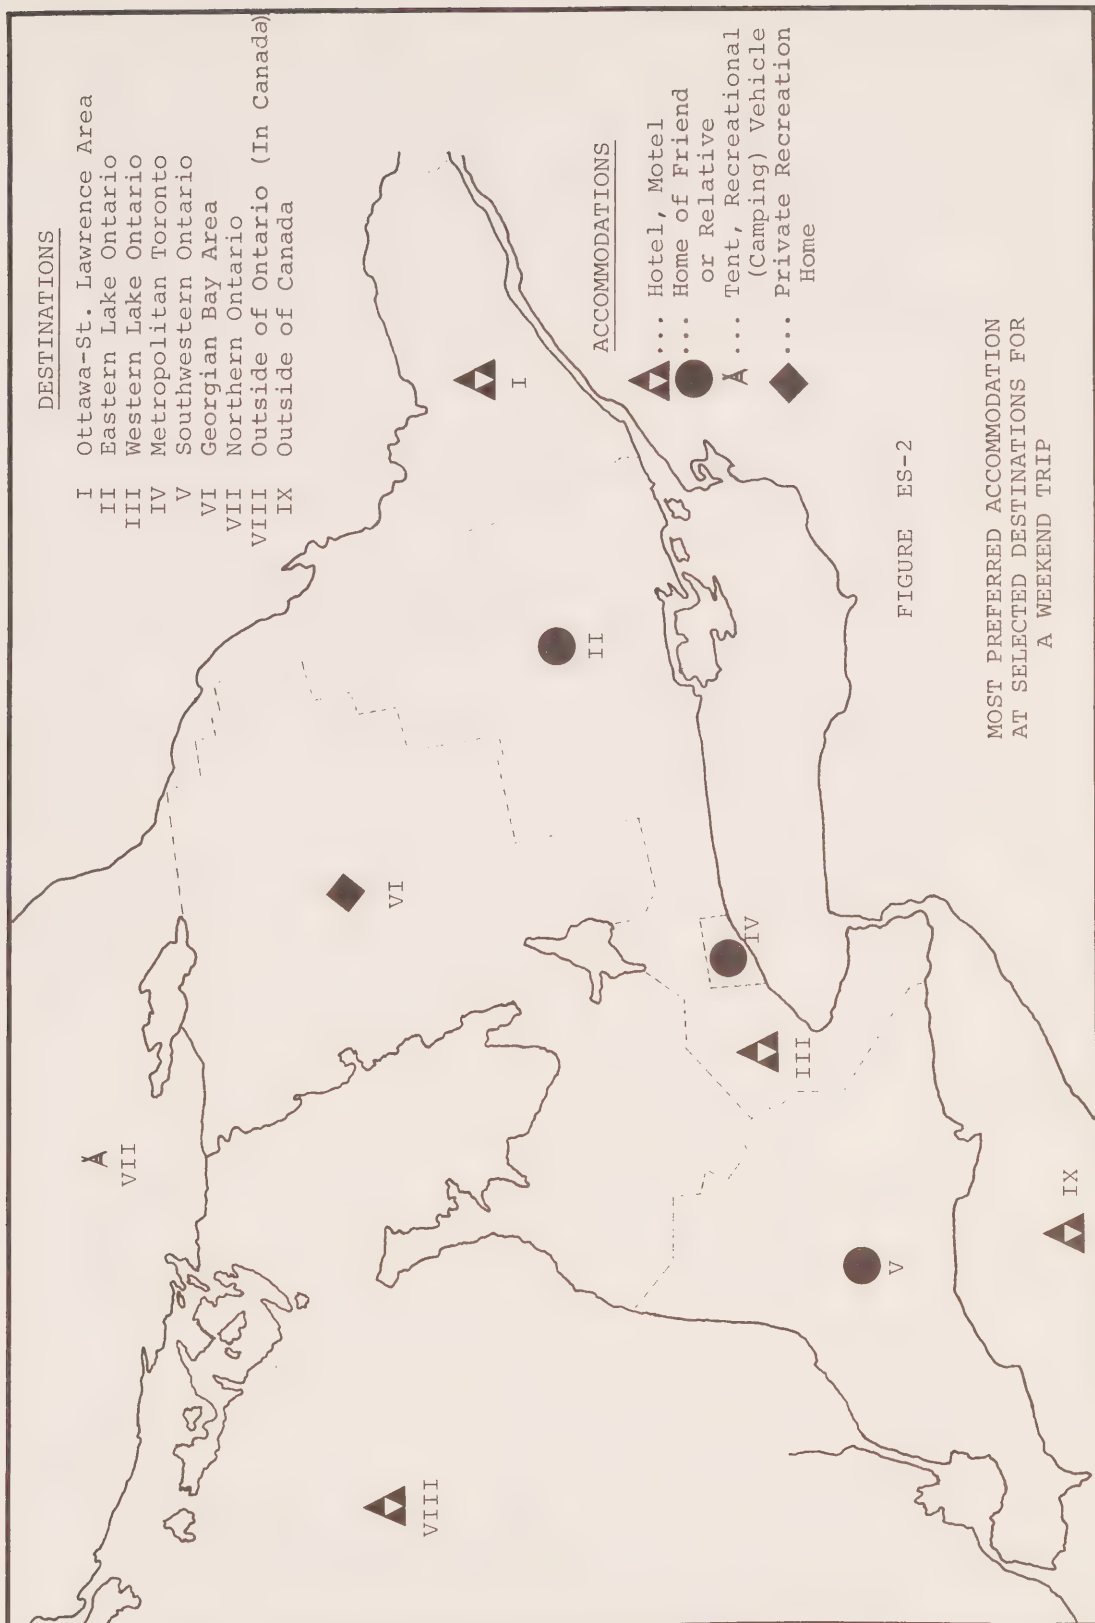 DESTINATIONS
I Ottawa-St. Lawrence Area
II Eastern Lake Ontario
III Western Lake Ontario
IV Metropolitan Toronto
V Southwestern Ontario
VI Georgian Bay Area
VII Northern Ontario
VIII Outside of Ontario (In Canada)
IX Outside of Canada
ACCOMMODATIONS
... Hotel, Motel
... Home of Friend
or Relative
... Tent, Recreational
(Camping) Vehicle
... Private Recreation
Home
VII
VI
I
VIII
II
IV
III
V
IX
FIGURE ES-2
MOST PREFERRED ACCOMMODATION
AT SELECTED DESTINATIONS FOR
A WEEKEND TRIP